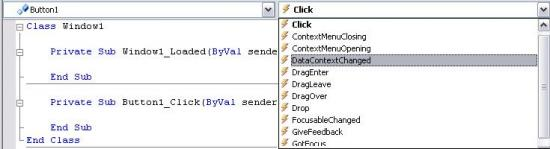 Button1
Click
Class Window1
Private Sub Window1_Loaded(ByVal sender
End Sub
Private Sub Button1_Click(ByVal sender
End Sub
End Class
Click
ContextMenuClosing
ContextMenuOpening
DataContextChanged
DragEnter
DragLeave
DragOver
Drop
FocusableChanged
GiveFeedback
GotFocus